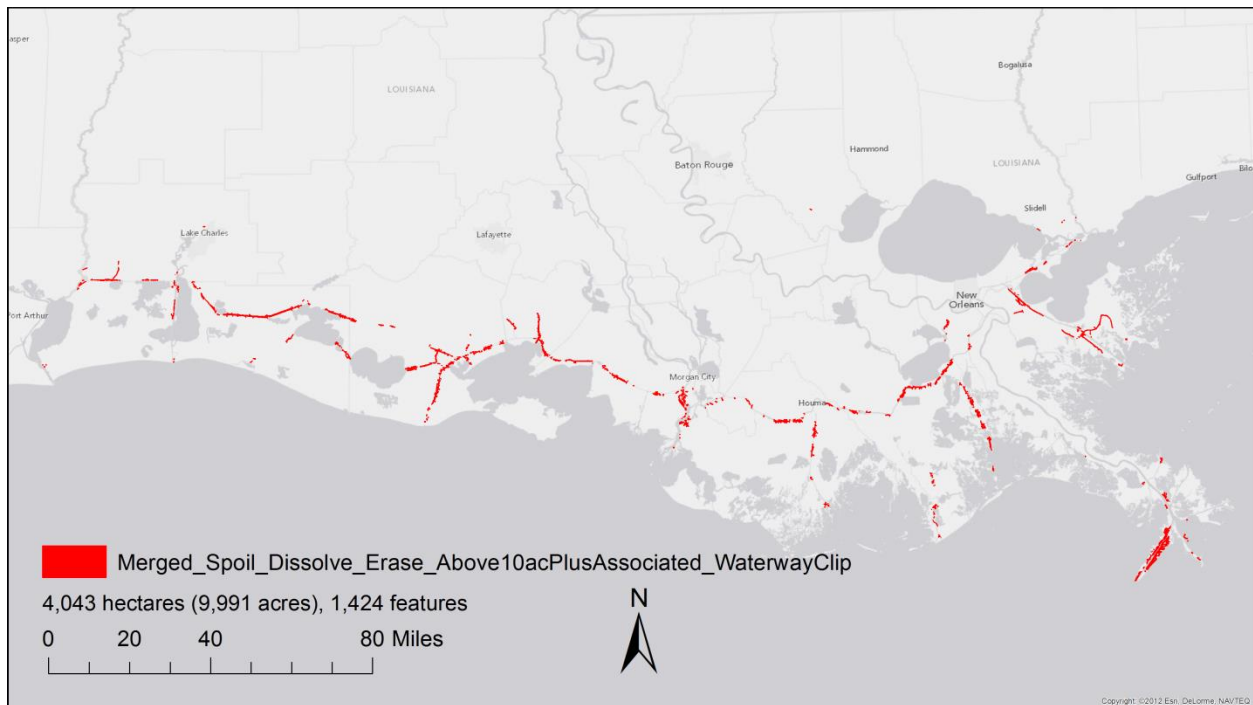 Bogalusa
asper
LOUISIANA
Hammond
Baton Rouge
LOUISIANA
Gulfport
Bilo
Slidell
Lake Charles
Lafayette
New
Orleans
Port Arthur
Morgan City
Houma
Merged_Spoil_Dissolve_Erase_Above10acPlusAssociated_WaterwayClip
4,043 hectares (9,991 acres), 1,424 features
N
0 20 40 80 Miles
Copyright: ©2012 Esri, DeLorme, NAVTEQ